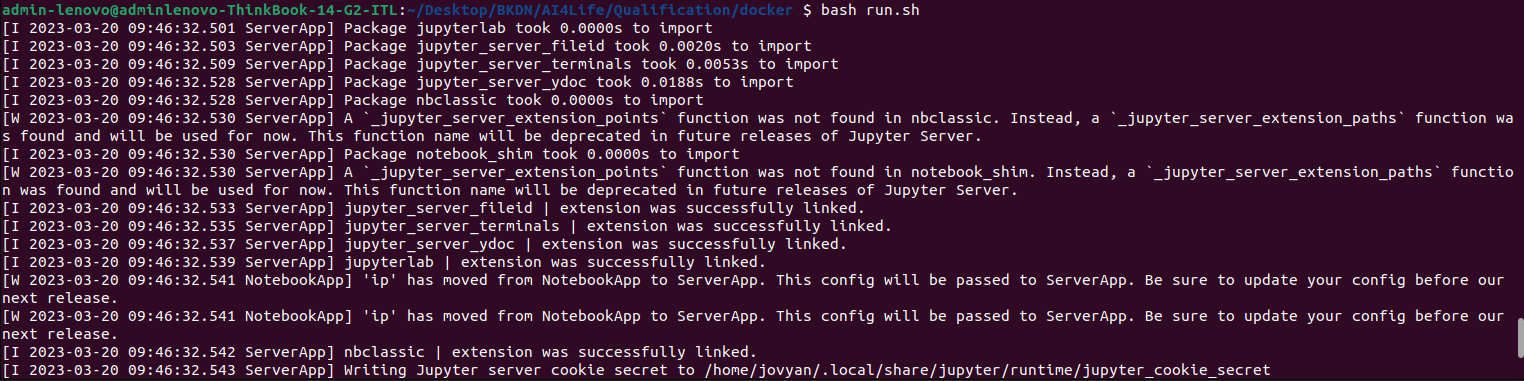 admin-lenovo@adminlenovo-ThinkBook-14-G2-ITL:~/Desktop/BKDN/AI4Life/Qualification/docker $ bash run.sh
[I 2023-03-20 09:46:32.501 ServerApp] Package jupyterlab took 0.0000s to import
[I 2023-03-20 09:46:32.503 ServerApp] Package jupyter_server_fileid took 0.0020s to import
[I 2023-03-20 09:46:32.509 ServerApp] Package jupyter_server_terminals took 0.0053s to import
[I 2023-03-20 09:46:32.528 ServerApp] Package jupyter_server_ydoc took 0.0188s to import
[I 2023-03-20 09:46:32.528 ServerApp] Package nbclassic took 0.0000s to import
[W 2023-03-20 09:46:32.530 ServerApp] A `_jupyter_server_extension_points` function was not found in nbclassic. Instead, a `_jupyter_server_extension_paths` function wa
s found and will be used for now. This function name will be deprecated in future releases of Jupyter Server.
[I 2023-03-20 09:46:32.530 ServerApp] Package notebook_shim took 0.0000s to import
[W 2023-03-20 09:46:32.530 ServerApp] A `_jupyter_server_extension_points` function was not found in notebook_shim. Instead, a `_jupyter_server_extension_paths` functio
n was found and will be used for now. This function name will be deprecated in future releases of Jupyter Server.
[I 2023-03-20 09:46:32.533 ServerApp] jupyter_server_fileid | extension was successfully linked.
[I 2023-03-20 09:46:32.535 ServerApp] jupyter_server_terminals | extension was successfully linked.
[I 2023-03-20 09:46:32.537 ServerApp] jupyter_server_ydoc | extension was successfully linked.
[I 2023-03-20 09:46:32.539 ServerApp] jupyterlab | extension was successfully linked.
[W 2023-03-20 09:46:32.541 NotebookApp] 'ip' has moved from NotebookApp to ServerApp. This config will be passed to ServerApp. Be sure to update your config before our
next release.
[W 2023-03-20 09:46:32.541 NotebookApp] 'ip' has moved from NotebookApp to ServerApp. This config will be passed to ServerApp. Be sure to update your config before our
next release.
[I 2023-03-20 09:46:32.542 ServerApp] nbclassic | extension was successfully linked.
[I 2023-03-20 09:46:32.543 ServerApp] Writing Jupyter server cookie secret to /home/jovyan/.local/share/jupyter/runtime/jupyter_cookie_secret